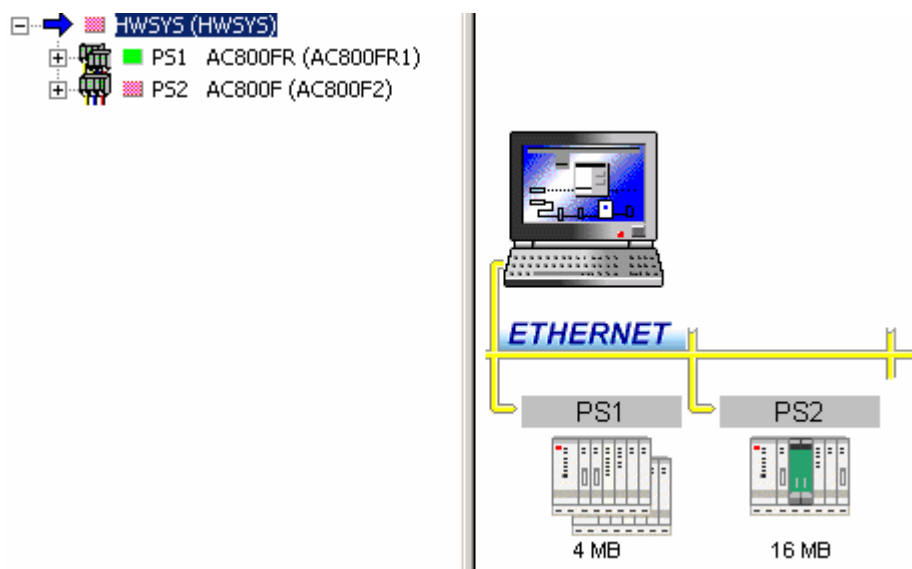 HWSYS (HWSYS)
PS1 AC800FR (AC800FR1)
PS2 AC800F (AC800F2)
ETHERNET
PS1 PS2
4 MB 16 MB